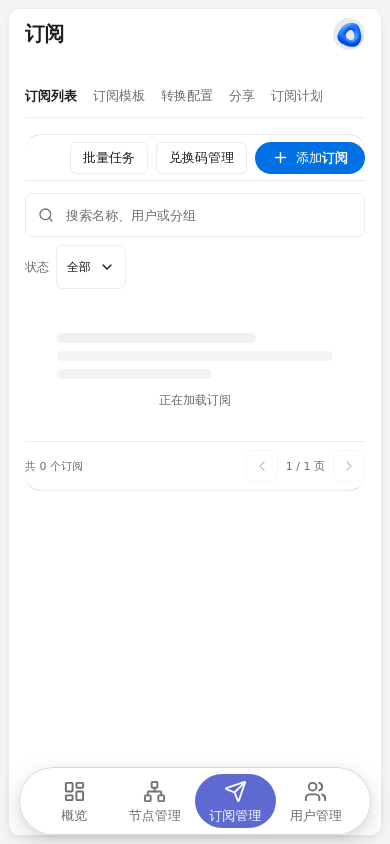 订阅
订阅列表 订阅模板 转换配置 分享 订阅计划
批量任务 兑换码管理 添加订阅
搜索名称、用户或分组
状态 全部
正在加载订阅
共 0 个订阅 1 / 1 页
概览 节点管理 订阅管理 用户管理